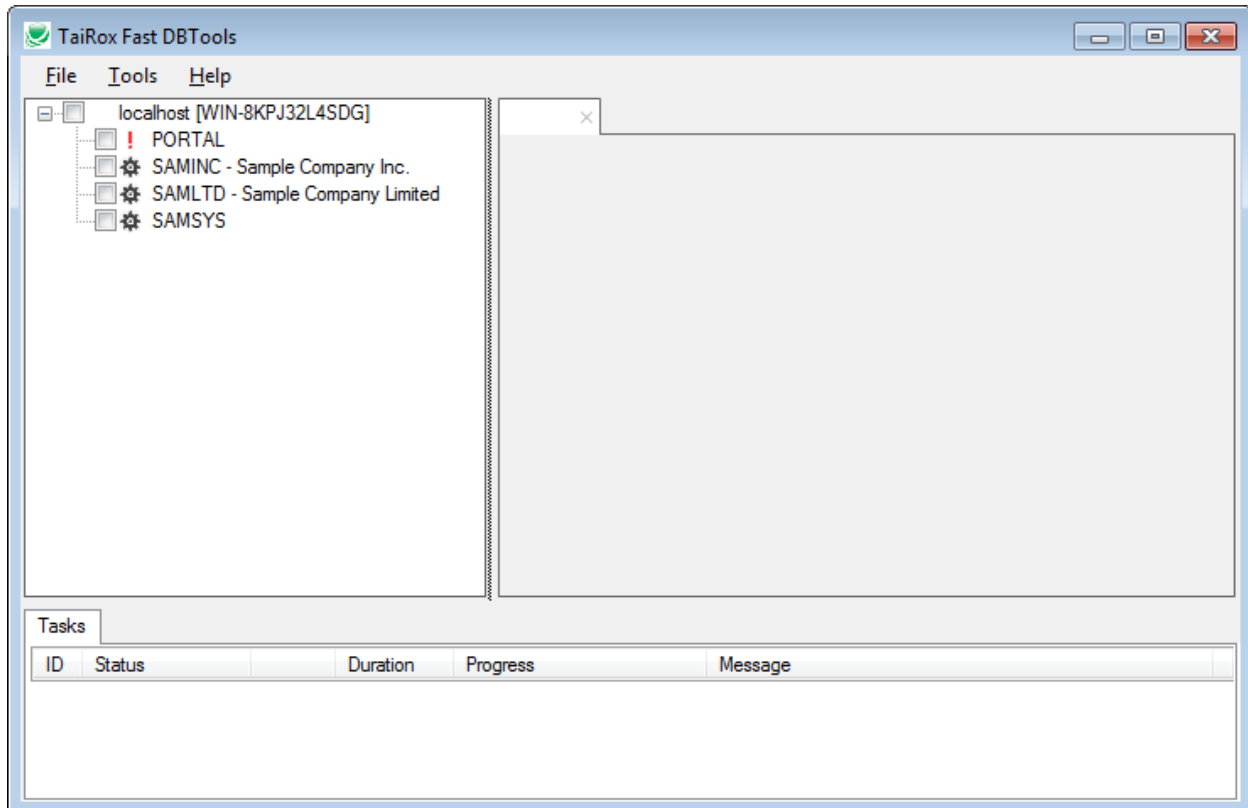 TaiRox Fast DBTools
File Tools Help
localhost [WIN-8KPJ32L4SDG]
PORTAL
SAMINC - Sample Company Inc.
SAMLTD - Sample Company Limited
SAMSYS
Tasks
ID Status Duration Progress Message